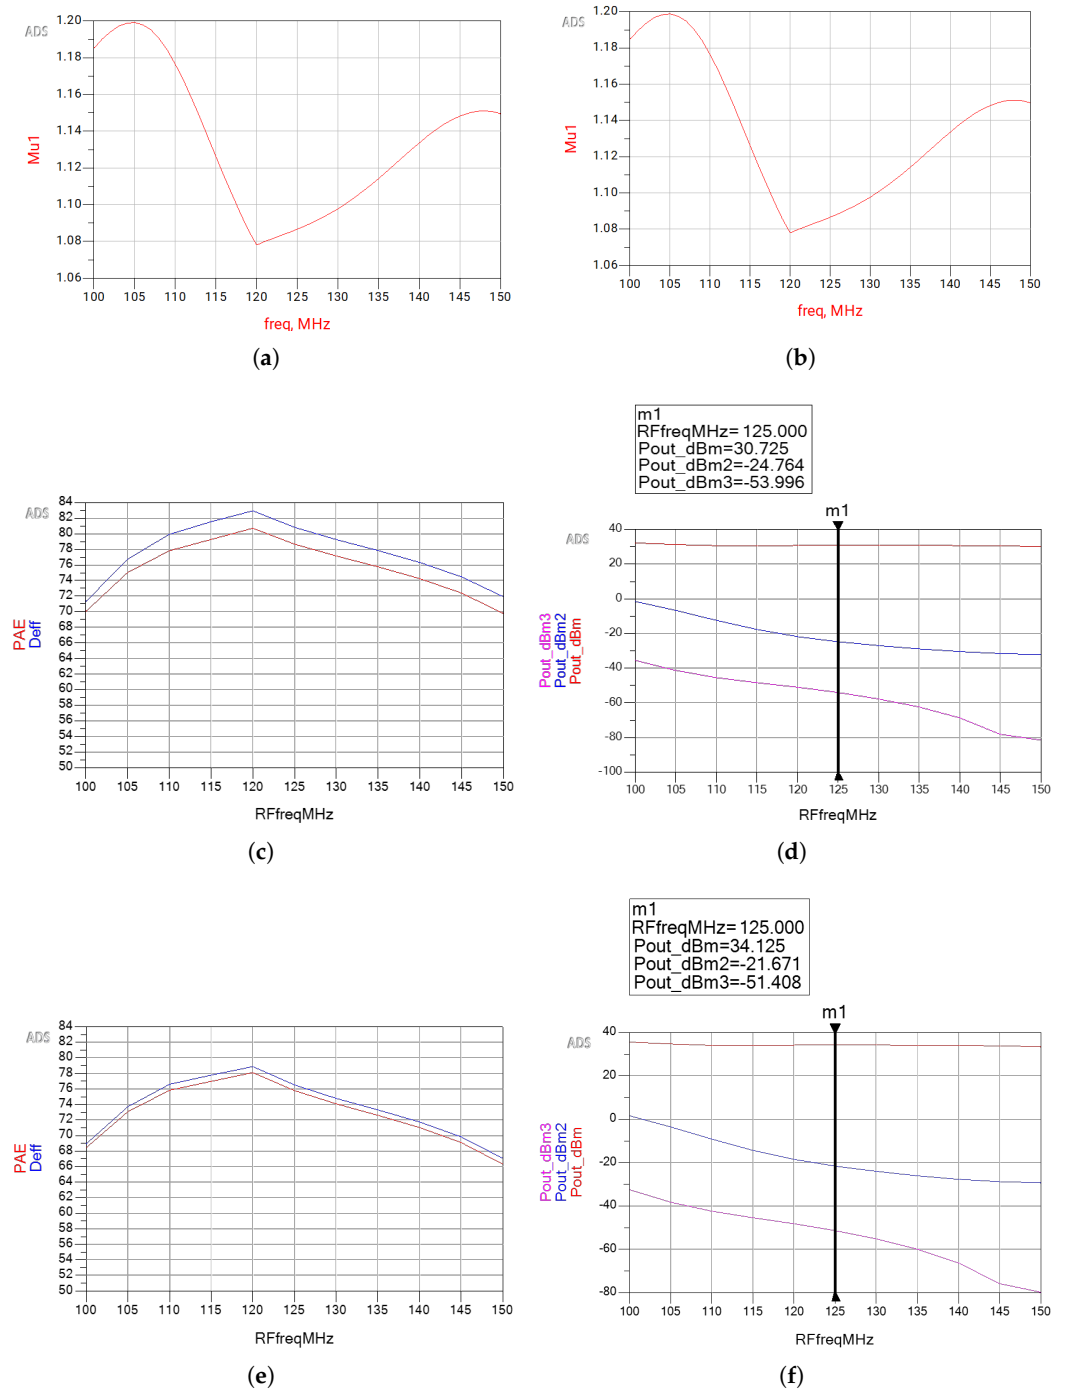 ADS
1.20
1.18
1.16
1.14
1.12
1.10
1.08
1.06
Mu1
100 105 110 115 120 125 130 135 140 145 150
freq, MHz
(a)
ADS
1.20
1.18
1.16
1.14
1.12
1.10
1.08
1.06
Mu1
100 105 110 115 120 125 130 135 140 145 150
freq, MHz
(b)
ADS
84
82
80
78
76
74
72
70
68
66
64
62
60
58
56
54
52
50
PAE
Deff
100 105 110 115 120 125 130 135 140 145 150
RFfreqMHz
(c)
m1
RFfreqMHz= 125.000
Pout_dBm=30.725
Pout_dBm2=-24.764
Pout_dBm3=-53.996
m1
ADS
40
20
0
-20
-40
-60
-80
-100
Pout_dBm3
Pout_dBm2
Pout_dBm
100 105 110 115 120 125 130 135 140 145 150
RFfreqMHz
(d)
ADS
84
82
80
78
76
74
72
70
68
66
64
62
60
58
56
54
52
50
PAE
Deff
100 105 110 115 120 125 130 135 140 145 150
RFfreqMHz
(e)
m1
RFfreqMHz= 125.000
Pout_dBm=34.125
Pout_dBm2=-21.671
Pout_dBm3=-51.408
m1
ADS
40
20
0
-20
-40
-60
-80
Pout_dBm3
Pout_dBm2
Pout_dBm
100 105 110 115 120 125 130 135 140 145 150
RFfreqMHz
(f)